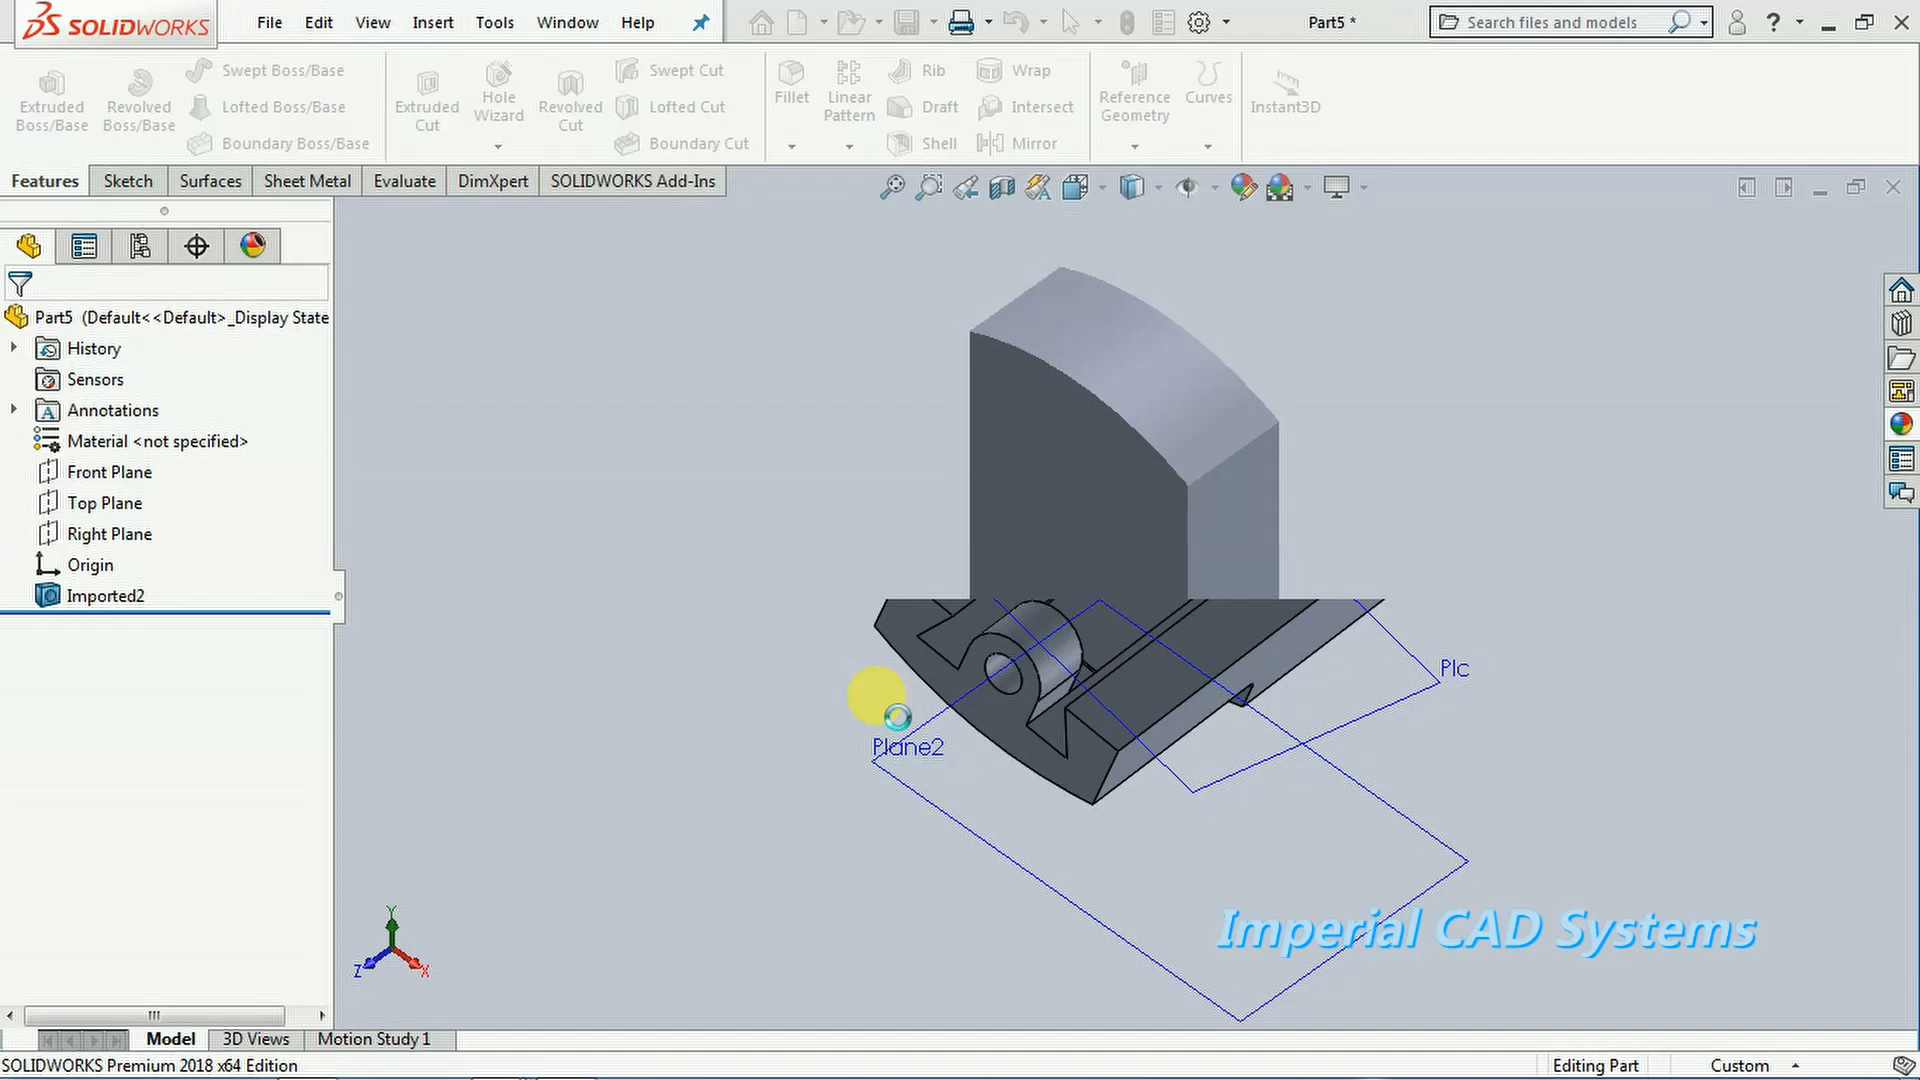 SOLIDWORKS
File Edit View Insert Tools Window Help
Part5 *
Search files and models
?
Extruded Boss/Base
Revolved Boss/Base
Swept Boss/Base
Lofted Boss/Base
Boundary Boss/Base
Extruded Cut
Hole Wizard
Revolved Cut
Swept Cut
Lofted Cut
Boundary Cut
Fillet
Linear Pattern
Rib
Draft
Shell
Wrap
Intersect
Mirror
Reference Geometry
Curves
Instant3D
Features Sketch Surfaces Sheet Metal Evaluate DimXpert SOLIDWORKS Add-Ins
Part5 (Default<<Default>_Display State
History
Sensors
Annotations
Material <not specified>
Front Plane
Top Plane
Right Plane
Origin
Imported2
Plc
Plane2
Imperial CAD Systems
Y
Z
X
Model 3D Views Motion Study 1
SOLIDWORKS Premium 2018 x64 Edition
Editing Part
Custom